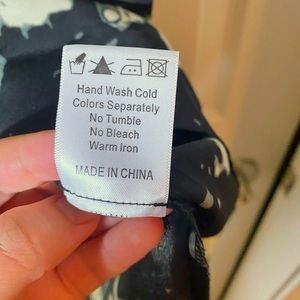 Hand Wash Cold
Colors Separately
No Tumble
No Bleach
Warm Iron
MADE IN CHINA